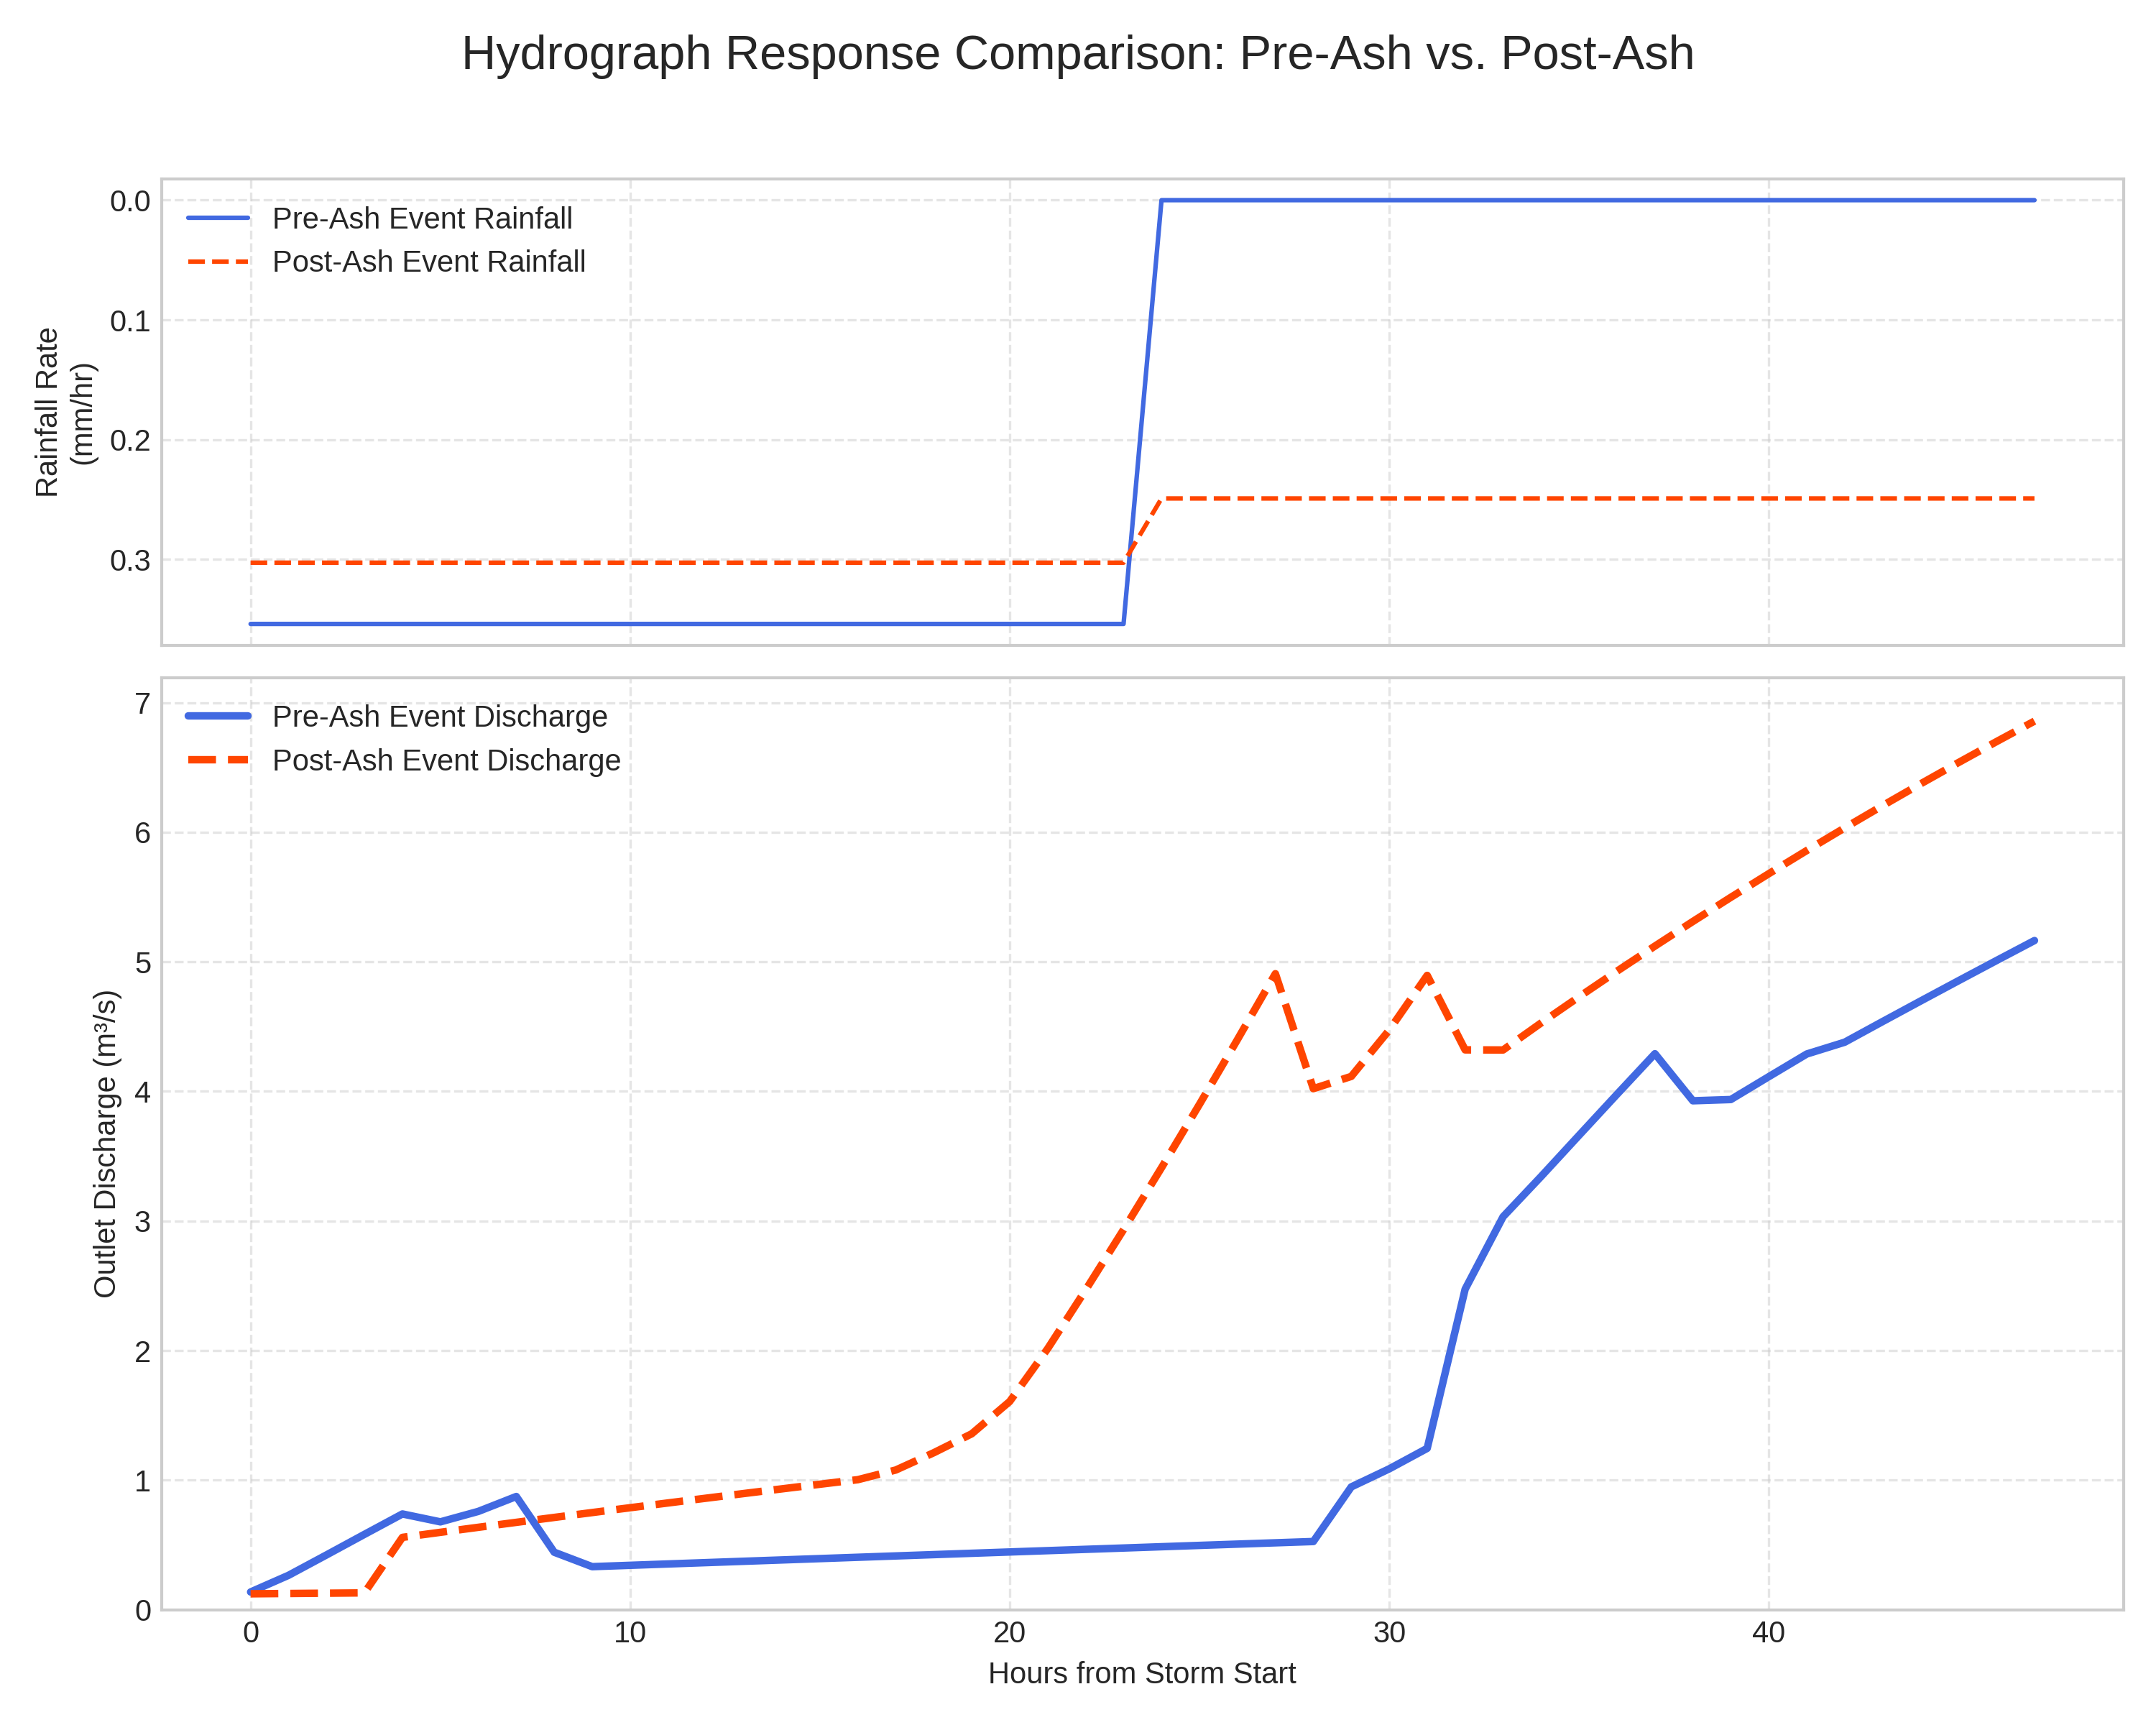 Hydrograph Response Comparison: Pre-Ash vs. Post-Ash
Rainfall Rate
(mm/hr)
0.0
0.1
0.2
0.3
Pre-Ash Event Rainfall
Post-Ash Event Rainfall
Outlet Discharge (m³/s)
7
6
5
4
3
2
1
0
Pre-Ash Event Discharge
Post-Ash Event Discharge
0 10 20 30 40
Hours from Storm Start